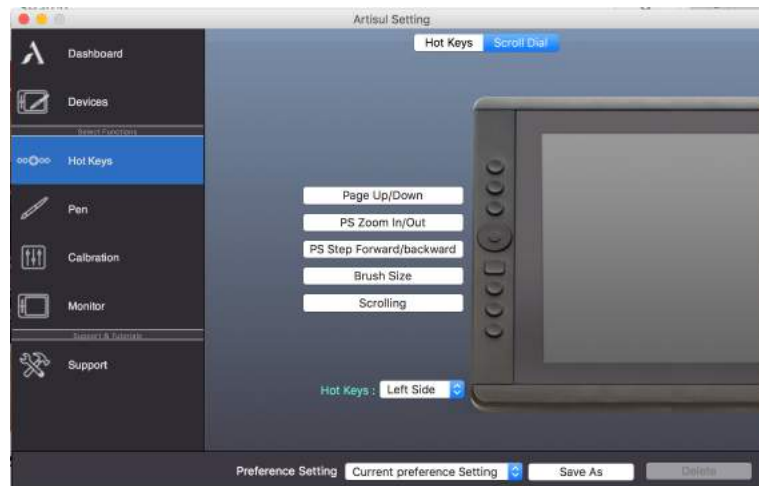 Artisul Setting
Hot Keys Scroll Dial
Dashboard
Devices
Select Functions
Hot Keys
Pen
Calbration
Monitor
Support & Tutorials
Support
Page Up/Down
PS Zoom In/Out
PS Step Forward/backward
Brush Size
Scrolling
Hot Keys : Left Side
Preference Setting Current preference Setting Save As Delete